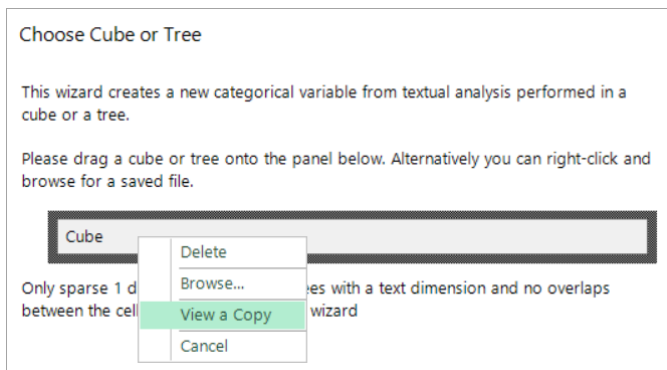 Choose Cube or Tree
This wizard creates a new categorical variable from textual analysis performed in a
cube or a tree.
Please drag a cube or tree onto the panel below. Alternatively you can right-click and
browse for a saved file.
Cube
Delete
Browse...
View a Copy
Cancel
Only sparse 1 d es with a text dimension and no overlaps
between the cell wizard